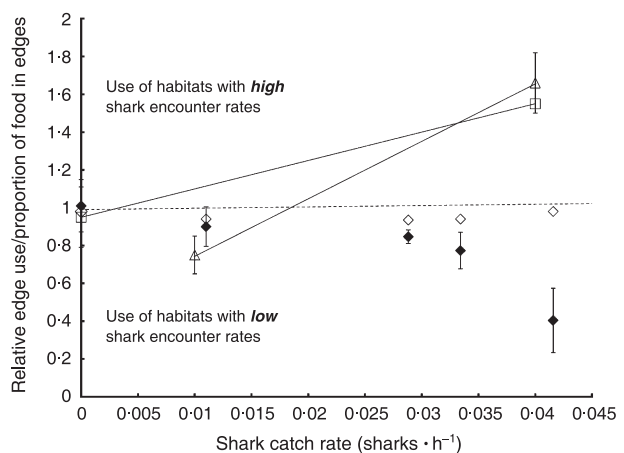 Relative edge use/proportion of food in edges
2
1·8
1·6
1·4
1·2
1
0·8
0·6
0·4
0·2
0
Use of habitats with high
shark encounter rates
Use of habitats with low
shark encounter rates
0 0·005 0·01 0·015 0·02 0·025 0·03 0·035 0·04 0·045
Shark catch rate (sharks · h⁻¹)